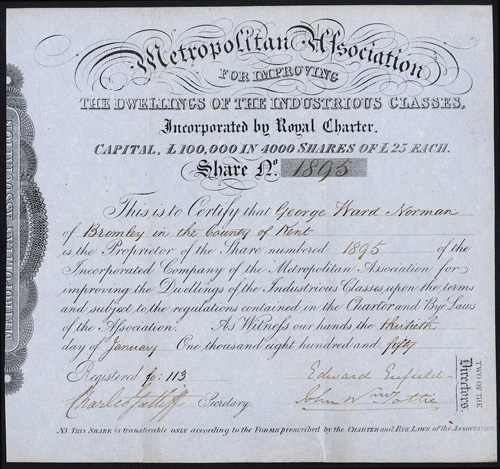 Metropolitan Association
FOR IMPROVING
THE DWELLINGS OF THE INDUSTRIOUS CLASSES,
Incorporated by Royal Charter.
CAPITAL, £100,000 IN 4000 SHARES OF £25 EACH.
Share No. 1895
This is to Certify that George Ward Norman
of Bromley in the County of Kent
is the Proprietor of the Share numbered 1895 of the
Incorporated Company of the Metropolitan Association for
improving the Dwellings of the Industrious Classes upon the terms
and subject to the regulations contained in the Charter and Bye Laws
of the Association. As Witness our hands the thirtieth
day of January One thousand eight hundred and fifty
Registered fo: 113
Edward Enfield
Charles Secretary.
John Wm
TWO OF THE
Directors.
NB THIS SHARE is transferable ONLY according to the FORMS prescribed by the CHARTER AND BYE LAWS of the ASSOCIATION
METROPOLITAN ASSOCIATION